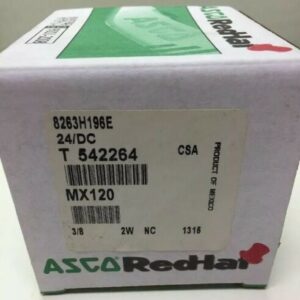 ASCO RedHat
8263H196E
24/DC
T 542264
CSA
PRODUCT OF MEXICO
MX120
3/8 2W NC 1315
ASCO RedHat